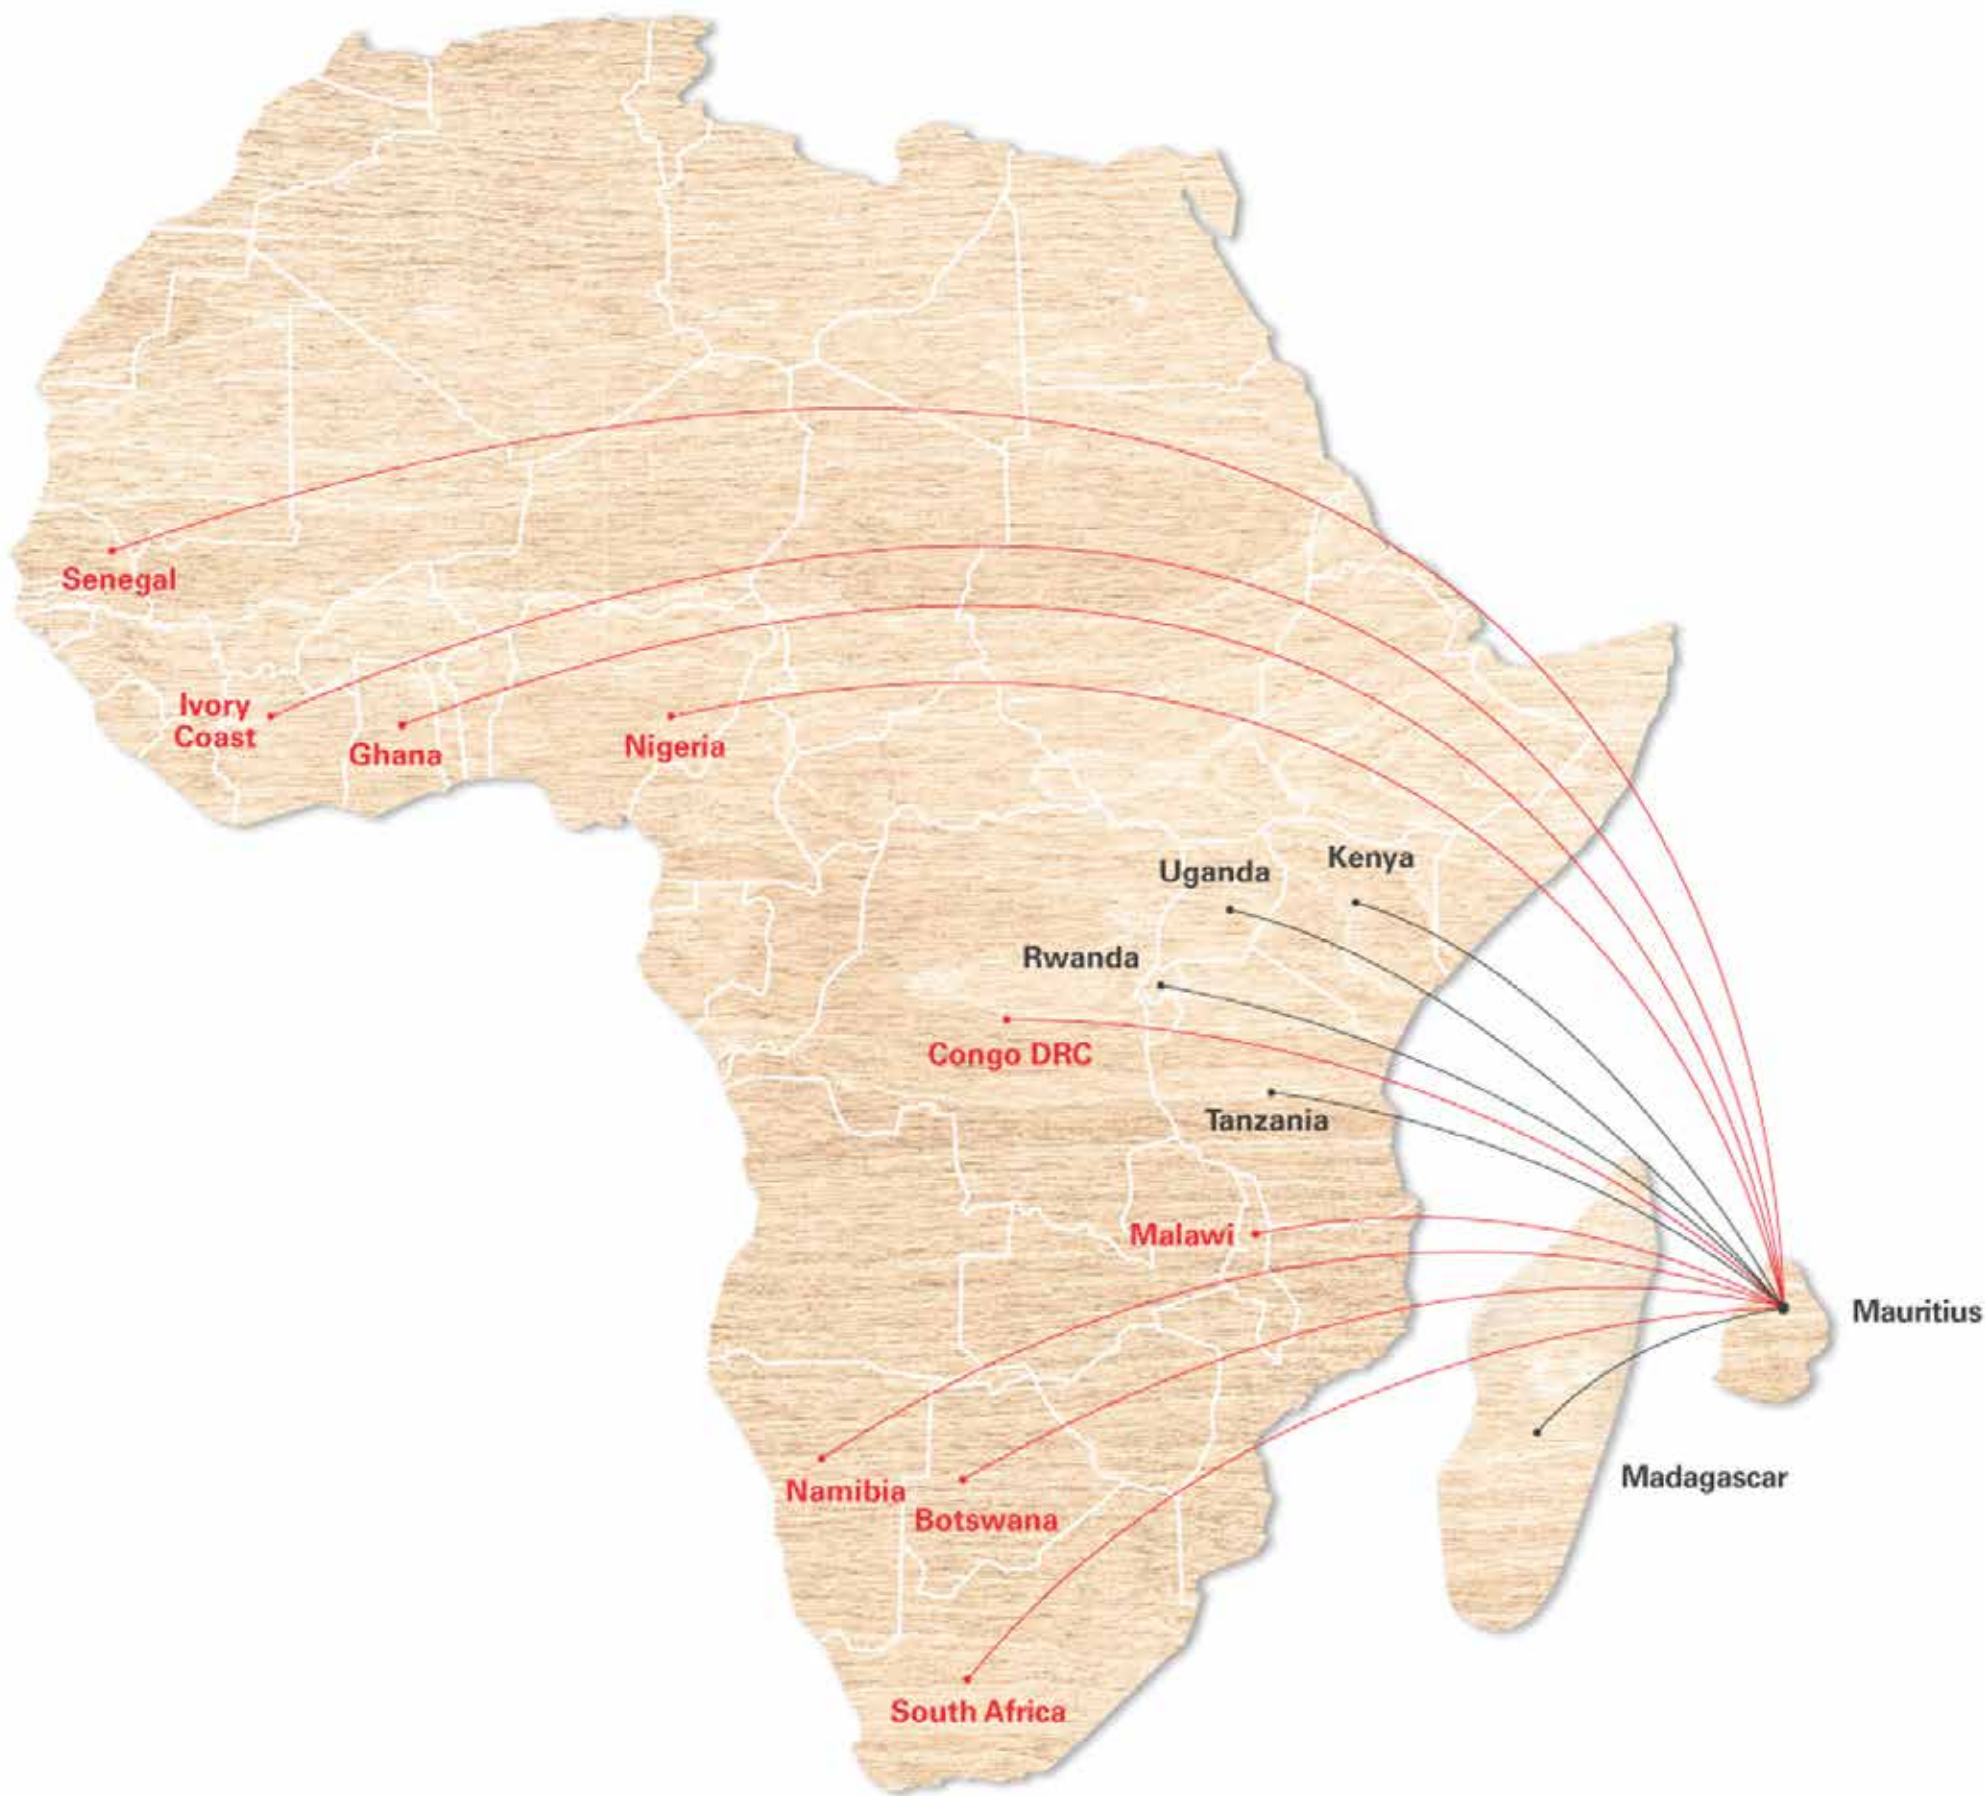 Senegal
Ivory
Coast
Ghana
Nigeria
Uganda
Kenya
Rwanda
Congo DRC
Tanzania
Malawi
Mauritius
Madagascar
Namibia
Botswana
South Africa